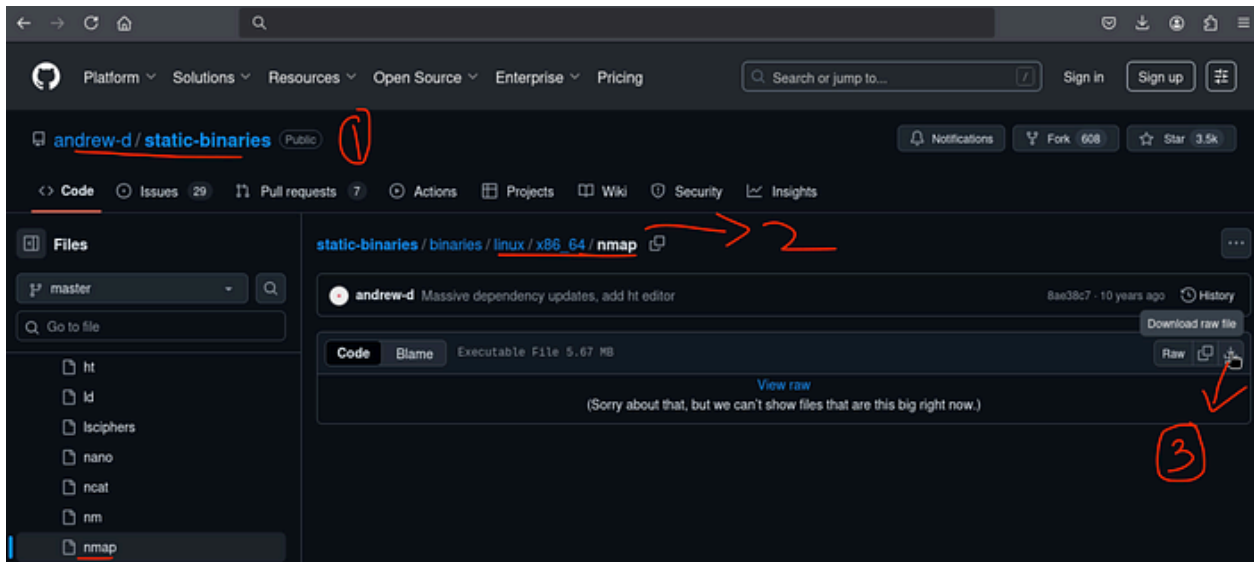 Platform Solutions Resources Open Source Enterprise Pricing Search or jump to... / Sign in Sign up
andrew-d / static-binaries Public 1 Notifications Fork 608 Star 3.5k
Code Issues 29 Pull requests 7 Actions Projects Wiki Security Insights
Files
master
Go to file
ht
ld
lsciphers
nano
ncat
nm
nmap
static-binaries / binaries / linux / x86_64 / nmap 2
andrew-d Massive dependency updates, add ht editor 8ae38c7 · 10 years ago History
Download raw file
Code Blame Executable File 5.67 MB Raw
View raw
(Sorry about that, but we can't show files that are this big right now.)
3